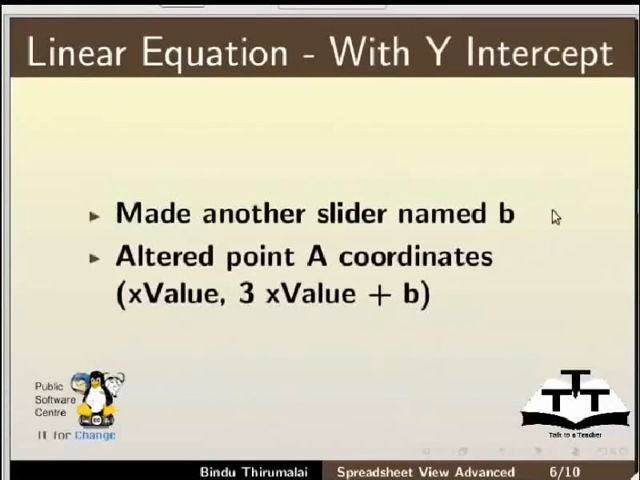 Linear Equation - With Y Intercept
Made another slider named b
Altered point A coordinates
(xValue, 3 xValue + b)
Public
Software
Centre
IT for Change
TTT
Talk to a Teacher
Bindu Thirumalai Spreadsheet View Advanced 6/10